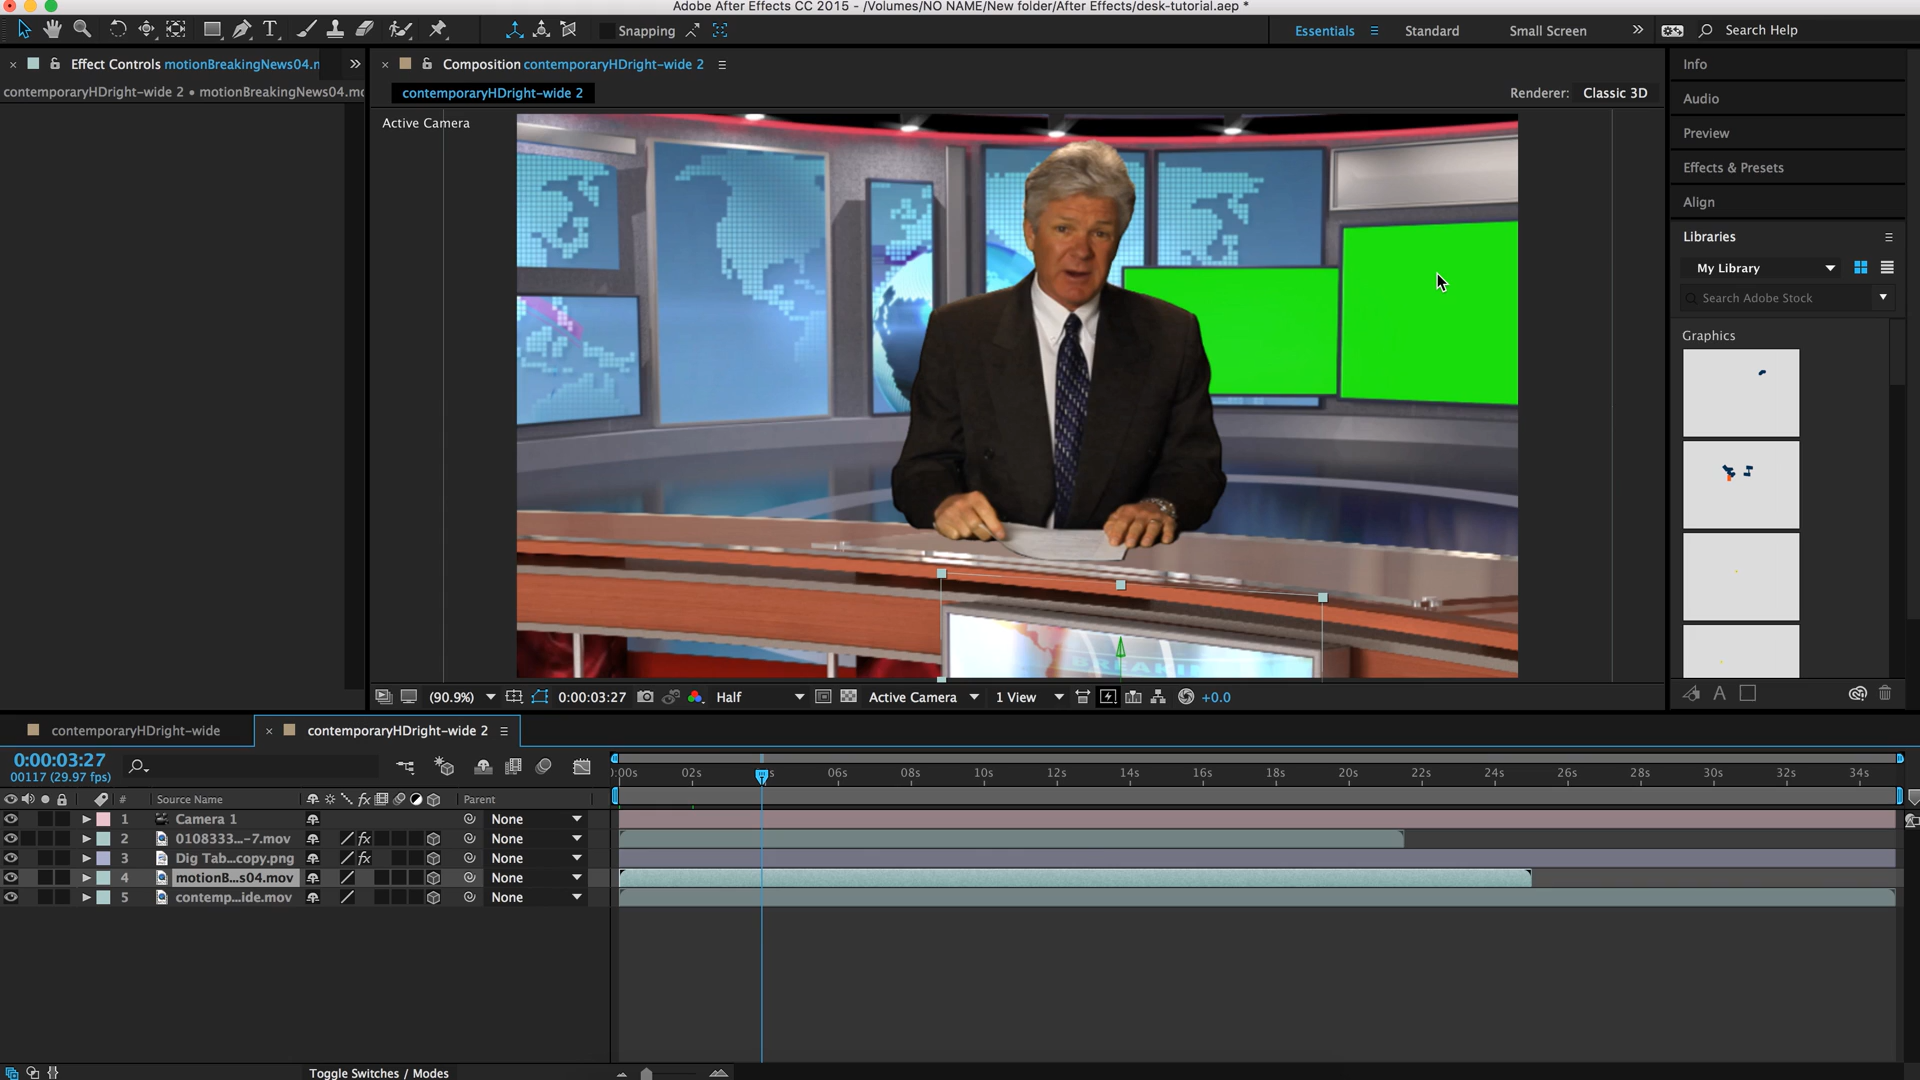 Adobe After Effects CC 2015 - /Volumes/NO NAME/New folder/After Effects/desk-tutorial.aep *
Snapping
Essentials
Standard
Small Screen
Search Help
Effect Controls motionBreakingNews04.n
contemporaryHDright-wide 2 • motionBreakingNews04.mo
Composition contemporaryHDright-wide 2
contemporaryHDright-wide 2
Renderer: Classic 3D
Active Camera
Info
Audio
Preview
Effects & Presets
Align
Libraries
My Library
Search Adobe Stock
Graphics
BREAKING
(90.9%) 0:00:03:27 Half Active Camera 1 View +0.0
contemporaryHDright-wide
contemporaryHDright-wide 2
0:00:03:27
00117 (29.97 fps)
):00s 02s s 06s 08s 10s 12s 14s 16s 18s 20s 22s 24s 26s 28s 30s 32s 34s
# Source Name fx Parent
1 Camera 1 None
2 0108333...-7.mov fx None
3 Dig Tab...copy.png fx None
4 motionB...s04.mov None
5 contemp...ide.mov None
Toggle Switches / Modes